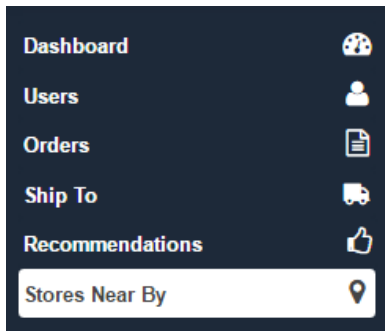 Dashboard
Users
Orders
Ship To
Recommendations
Stores Near By